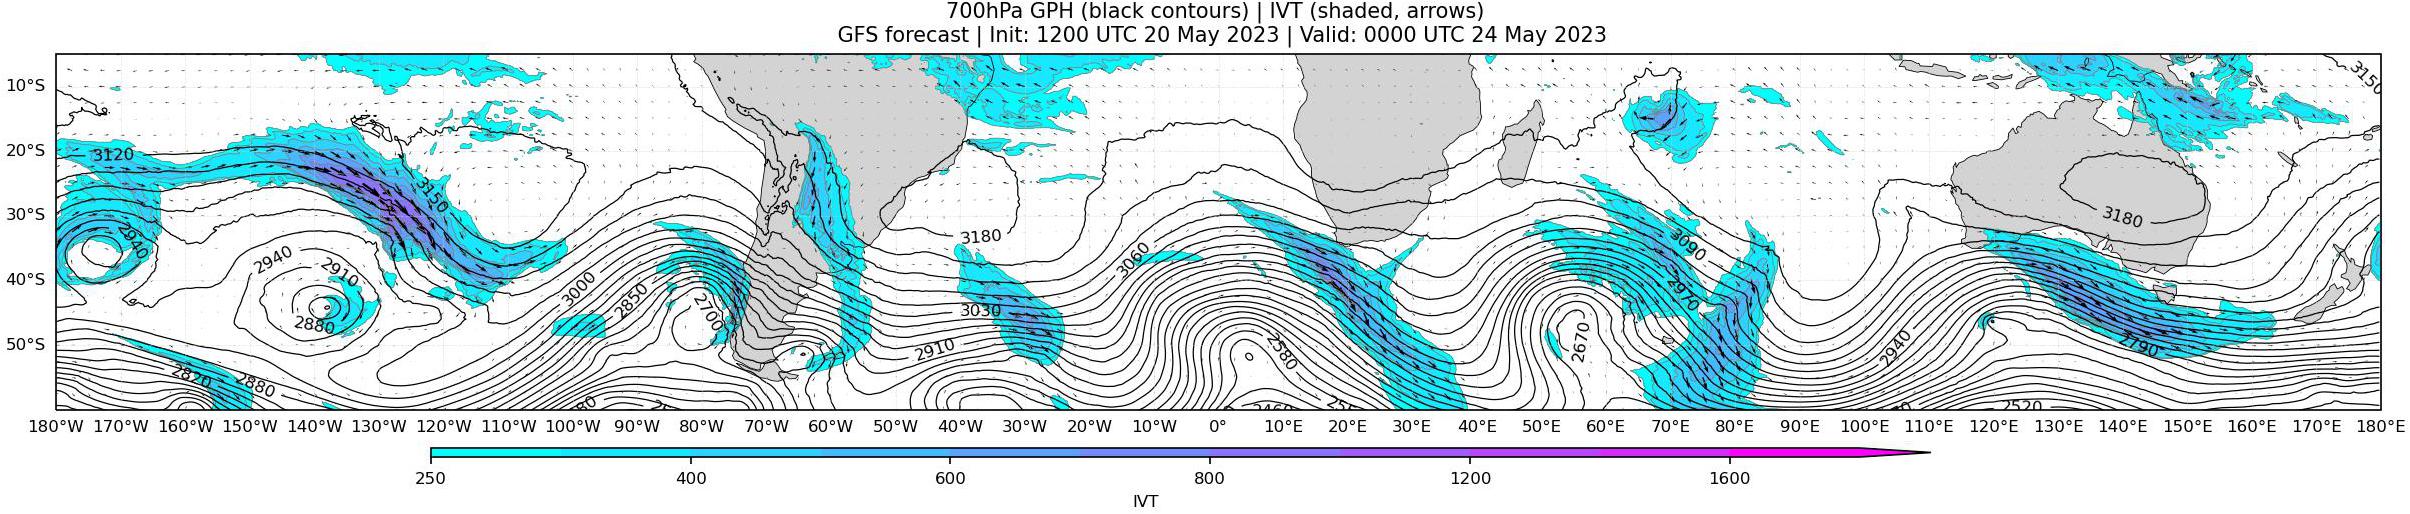 700hPa GPH (black contours) | IVT (shaded, arrows)
GFS forecast | Init: 1200 UTC 20 May 2023 | Valid: 0000 UTC 24 May 2023
10°S
20°S
30°S
40°S
50°S
3150
3120
3150
3180
2940
2940
2910
3180
3060
3090
3000
2850
2970
2880
2700
3030
2670
2910
2580
2940
2790
2820
2880
2520
180°W 170°W 160°W 150°W 140°W 130°W 120°W 110°W 100°W 90°W 80°W 70°W 60°W 50°W 40°W 30°W 20°W 10°W 0° 10°E 20°E 30°E 40°E 50°E 60°E 70°E 80°E 90°E 100°E 110°E 120°E 130°E 140°E 150°E 160°E 170°E 180°E
250 400 600 800 1200 1600
IVT